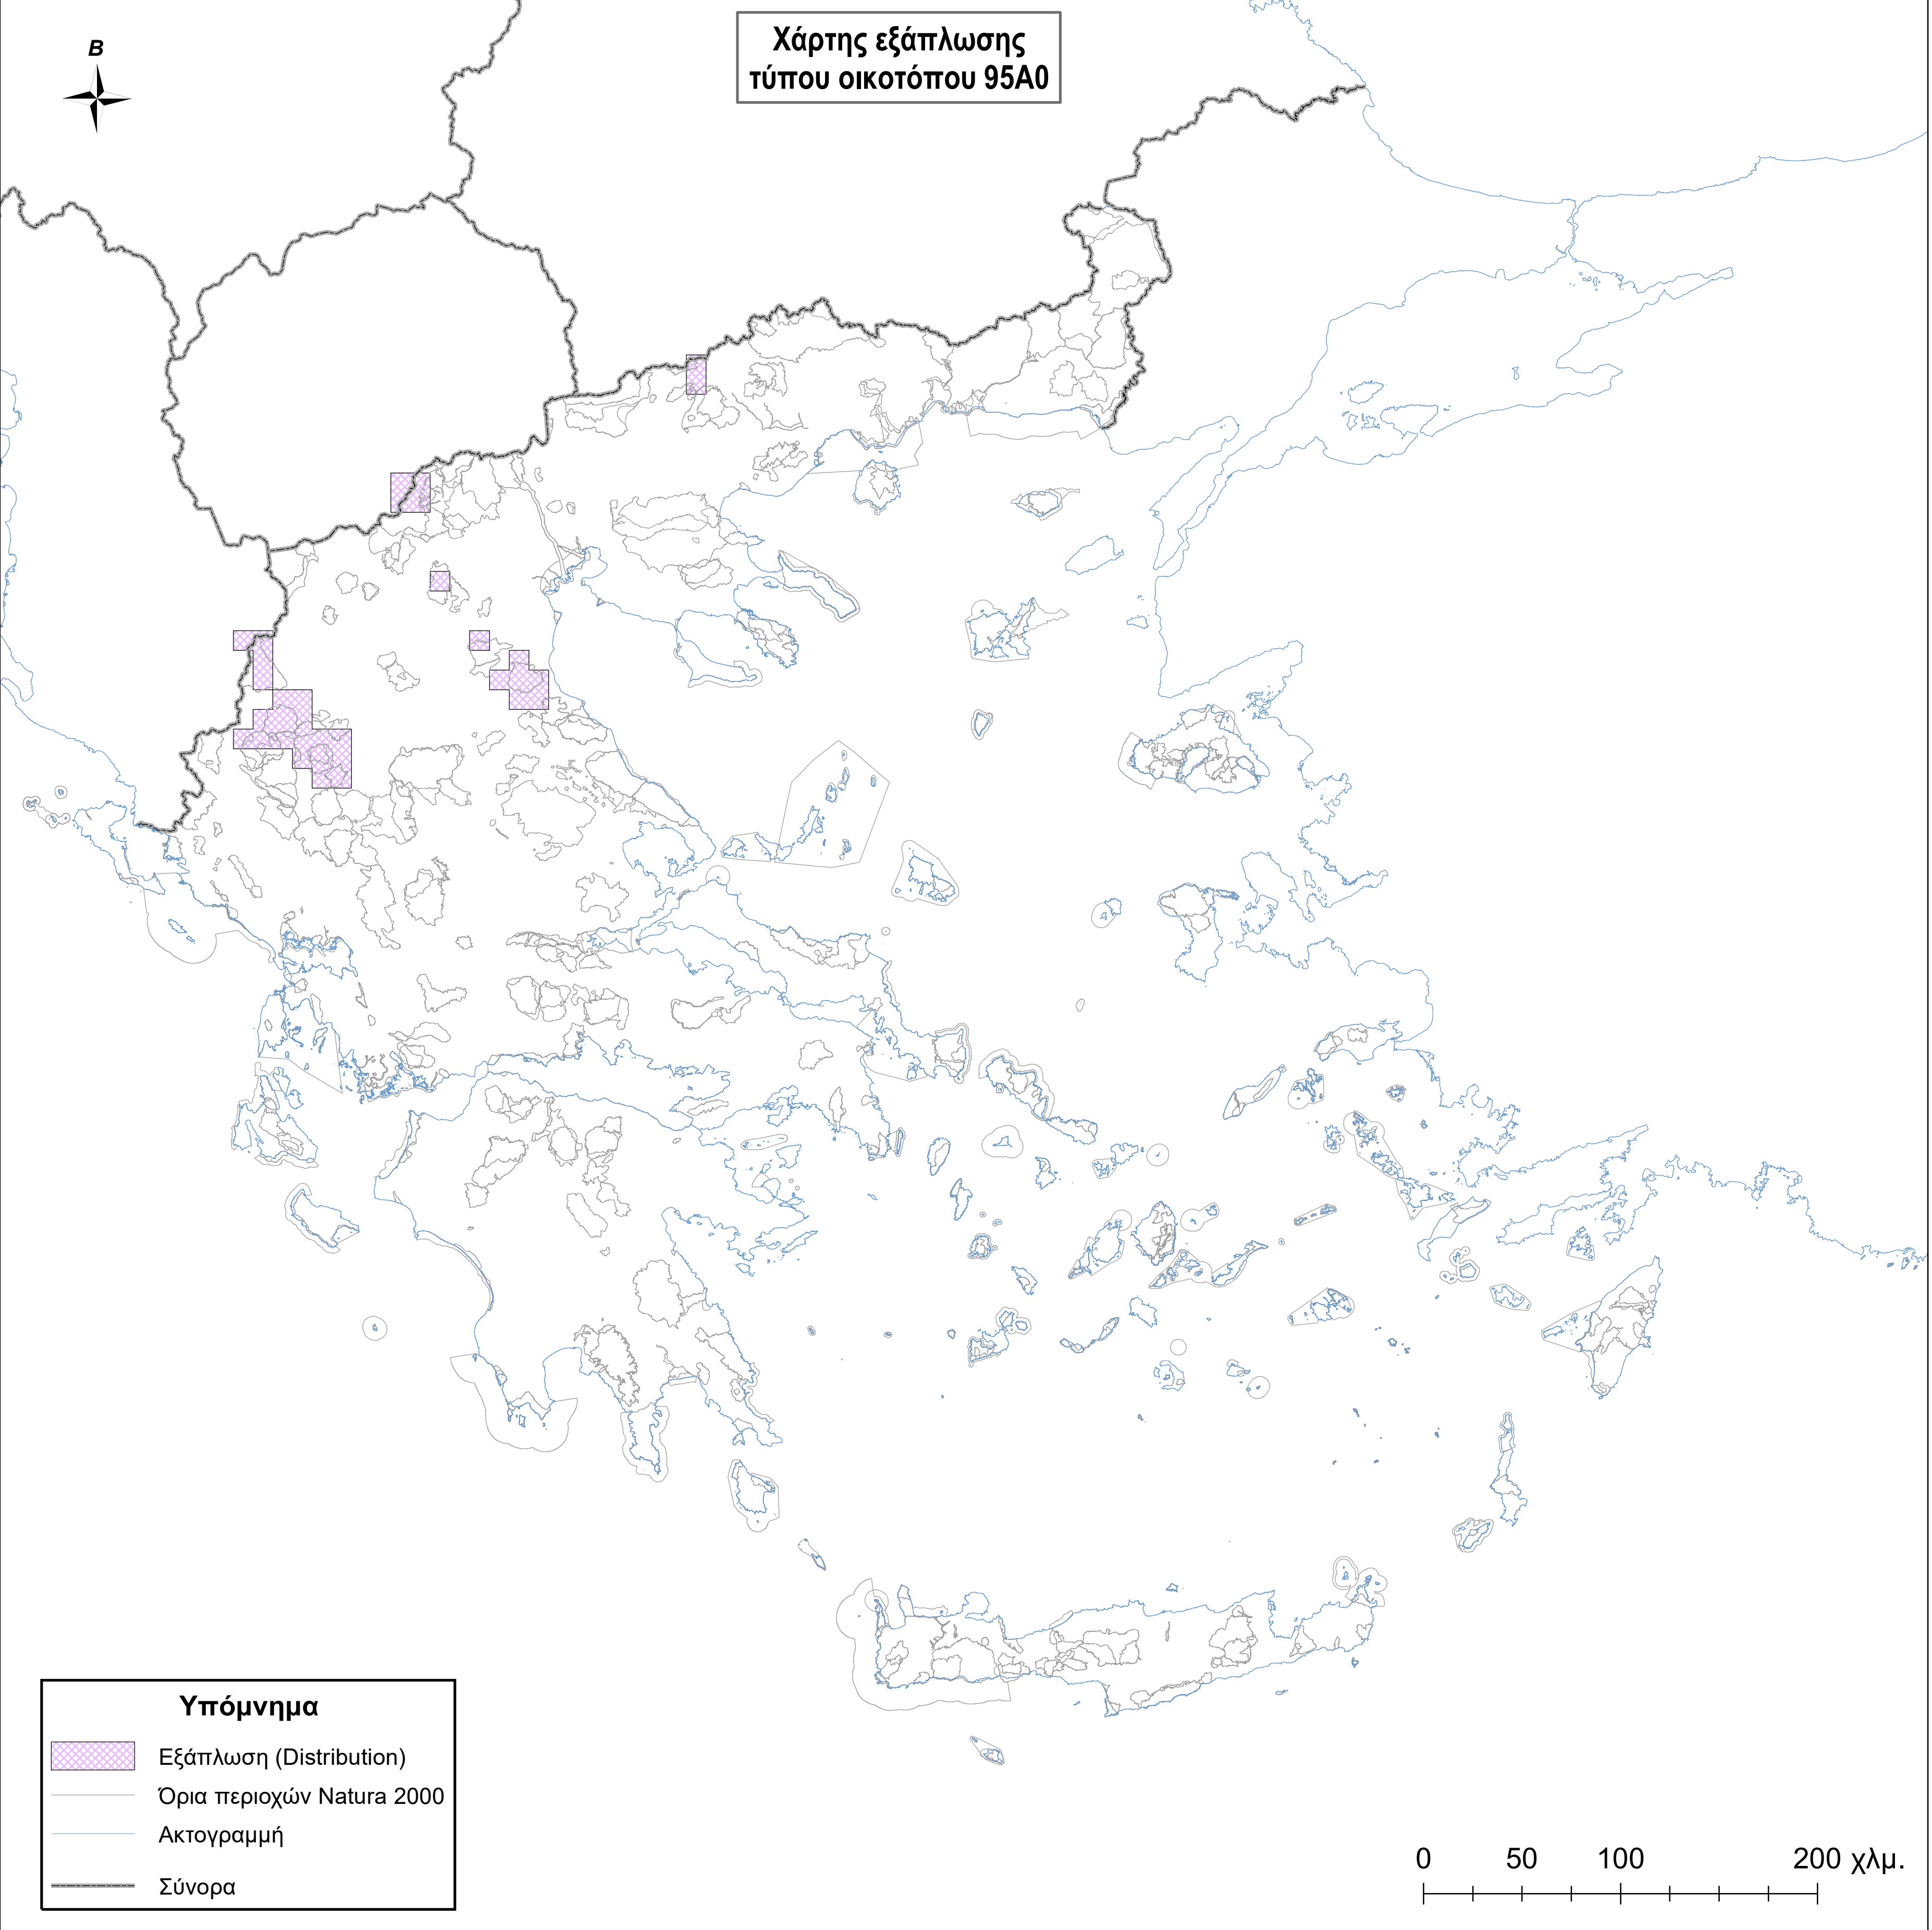 Χάρτης εξάπλωσης
τύπου οικοτόπου 95A0
B
Υπόμνημα
Εξάπλωση (Distribution)
Όρια περιοχών Natura 2000
Ακτογραμμή
Σύνορα
0 50 100 200 χλμ.